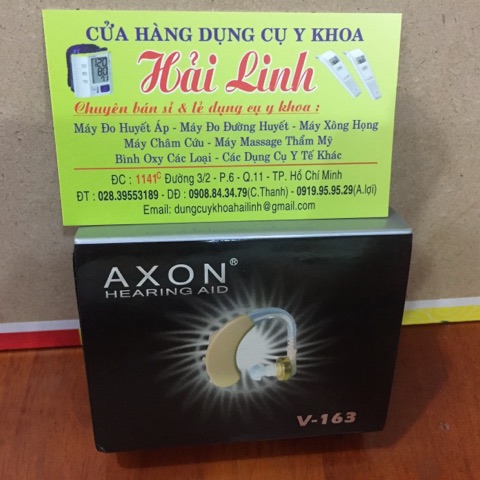 CỬA HÀNG DỤNG CỤ Y KHOA
Hải Linh
Chuyên bán sỉ & lẻ dụng cụ y khoa :
Máy Đo Huyết Áp - Máy Đo Đường Huyết - Máy Xông Họng
Máy Châm Cứu - Máy Massage Thẩm Mỹ
Bình Oxy Các Loại - Các Dụng Cụ Y Tế Khác
ĐC : 1141C Đường 3/2 - P.6 - Q.11 - TP. Hồ Chí Minh
ĐT : 028.39553189 - DĐ : 0908.84.34.79(C.Thanh) - 0919.95.95.29(A.lợi)
Email: dungcuykhoahailinh@gmail.com
AXON®
HEARING AID
V-163